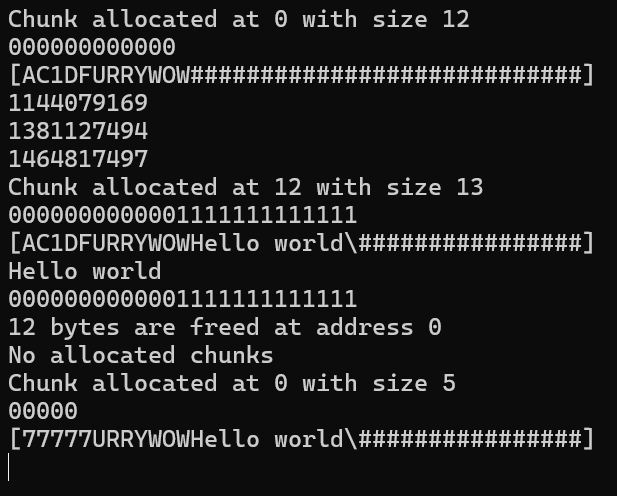 Chunk allocated at 0 with size 12
000000000000
[AC1DFURRYWOW############################]
1144079169
1381127494
1464817497
Chunk allocated at 12 with size 13
0000000000001111111111111
[AC1DFURRYWOWHello world\################]
Hello world
0000000000001111111111111
12 bytes are freed at address 0
No allocated chunks
Chunk allocated at 0 with size 5
00000
[77777URRYWOWHello world\################]